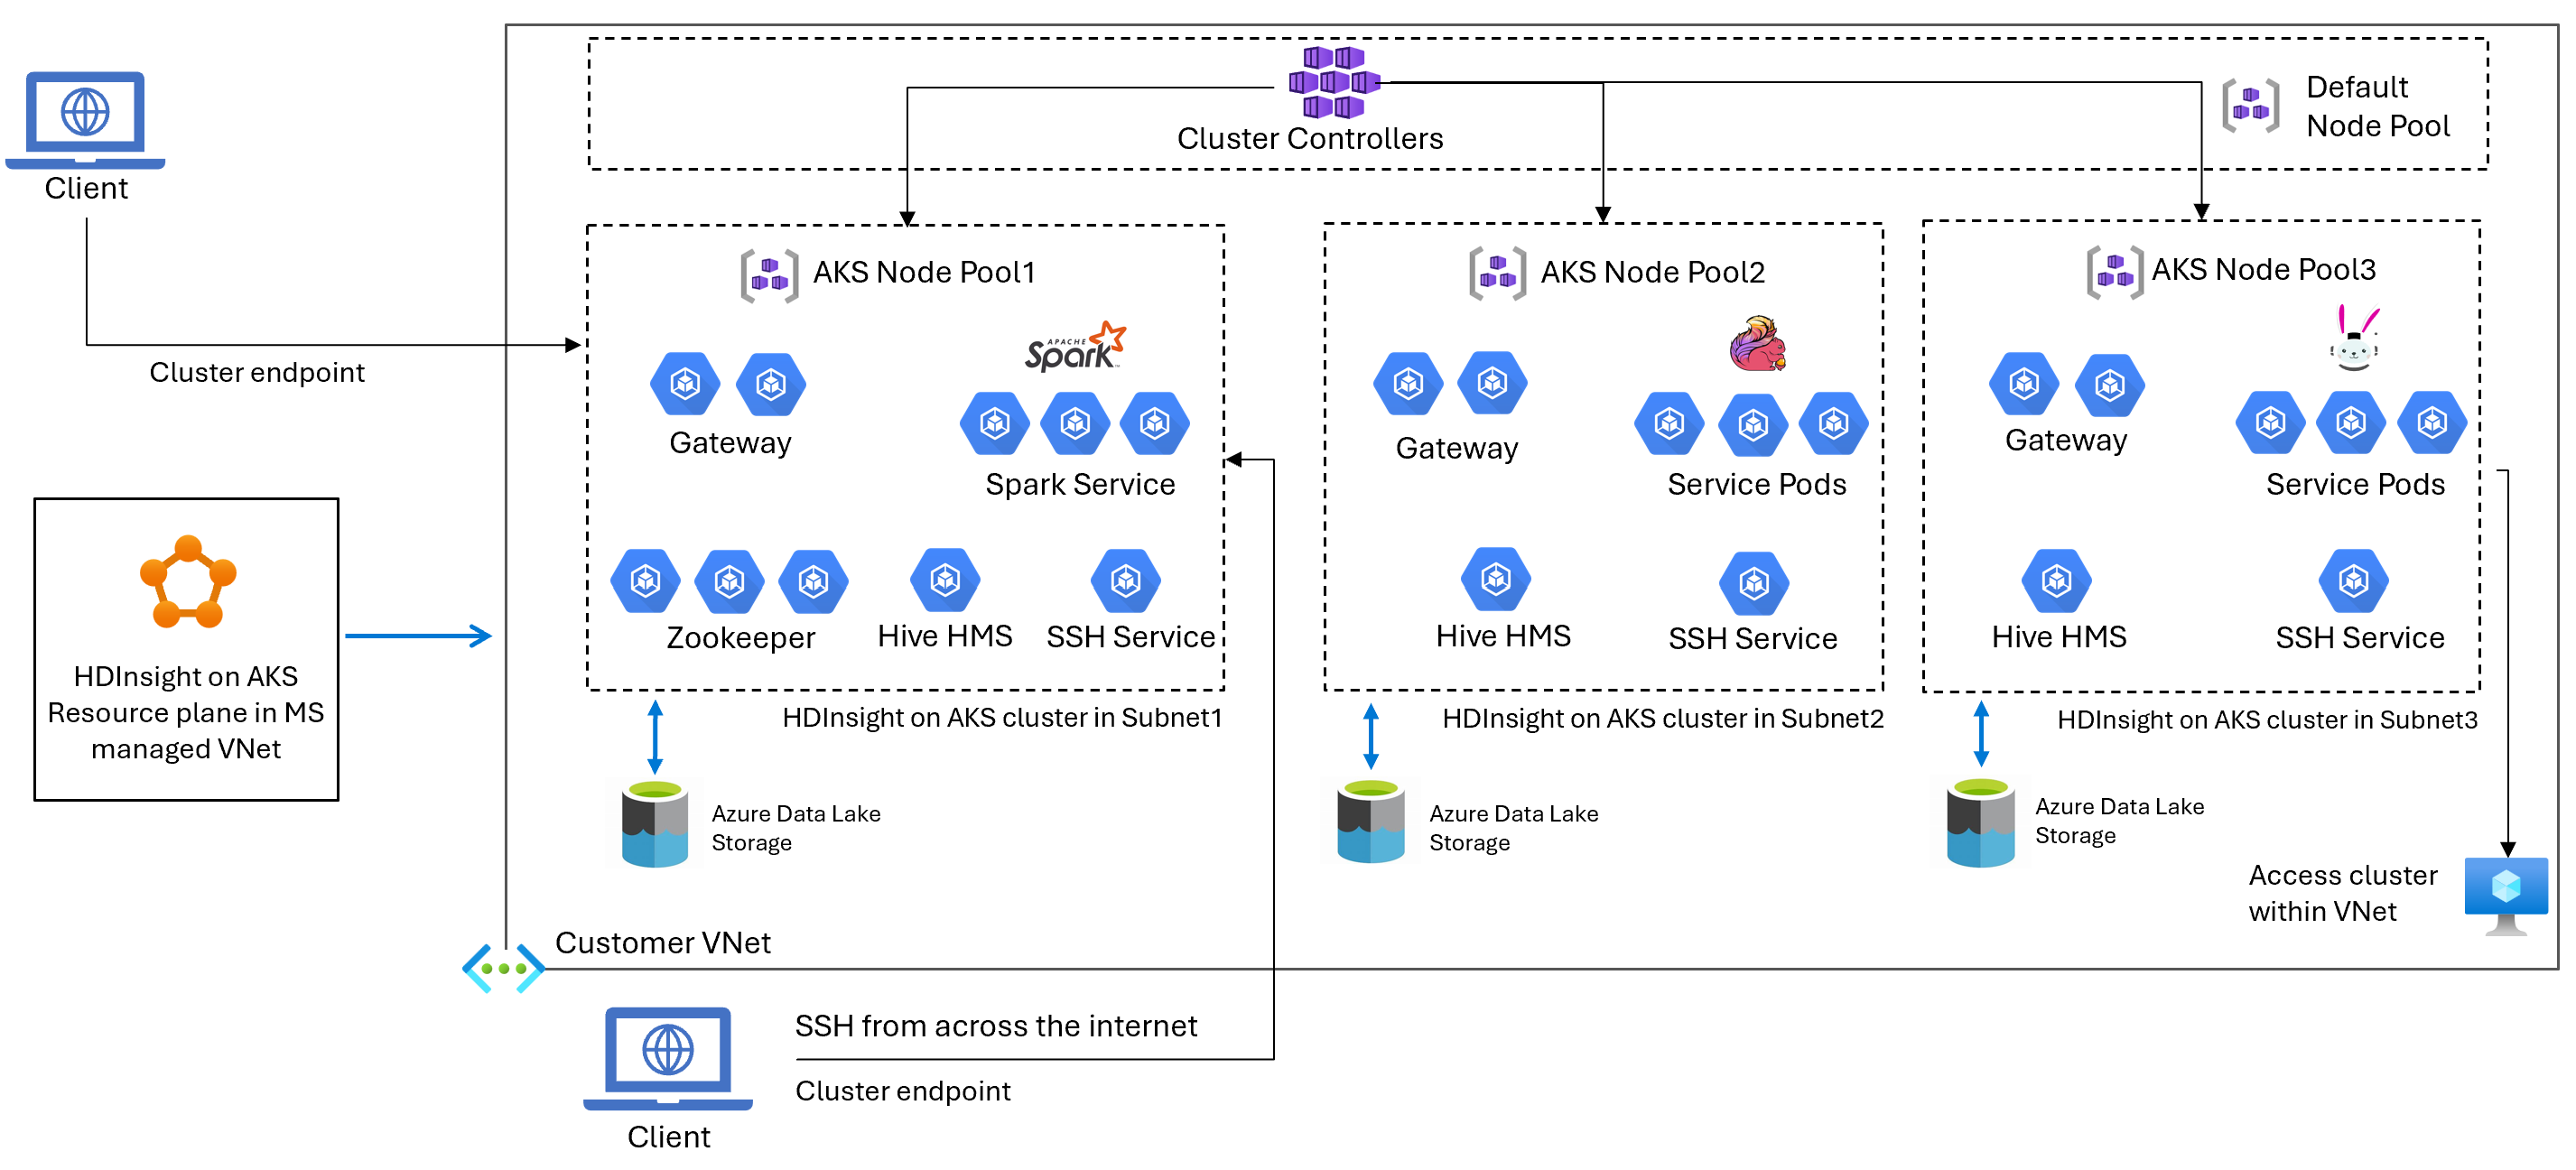 Client
Cluster endpoint
HDInsight on AKS
Resource plane in MS
managed VNet
Cluster Controllers
Default
Node Pool
AKS Node Pool1
APACHE
Spark
Gateway
Spark Service
Zookeeper
Hive HMS
SSH Service
HDInsight on AKS cluster in Subnet1
Azure Data Lake
Storage
AKS Node Pool2
Gateway
Service Pods
Hive HMS
SSH Service
HDInsight on AKS cluster in Subnet2
Azure Data Lake
Storage
AKS Node Pool3
Gateway
Service Pods
Hive HMS
SSH Service
HDInsight on AKS cluster in Subnet3
Azure Data Lake
Storage
Access cluster
within VNet
Customer VNet
SSH from across the internet
Cluster endpoint
Client